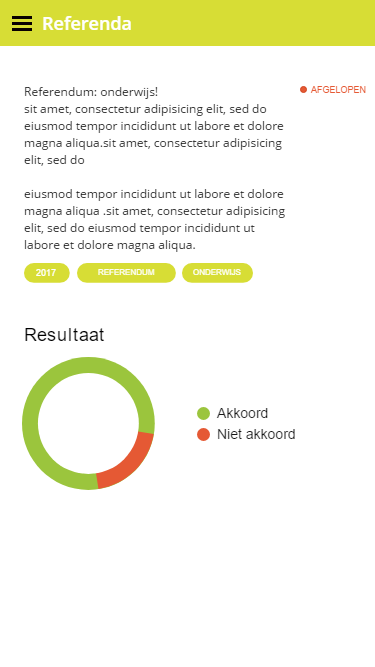 Referenda
Referendum: onderwijs!
AFGELOPEN
sit amet, consectetur adipisicing elit, sed do
eiusmod tempor incididunt ut labore et dolore
magna aliqua.sit amet, consectetur adipisicing
elit, sed do
eiusmod tempor incididunt ut labore et dolore
magna aliqua .sit amet, consectetur adipisicing
elit, sed do eiusmod tempor incididunt ut
labore et dolore magna aliqua.
2017 REFERENDUM ONDERWIJS
Resultaat
Akkoord
Niet akkoord